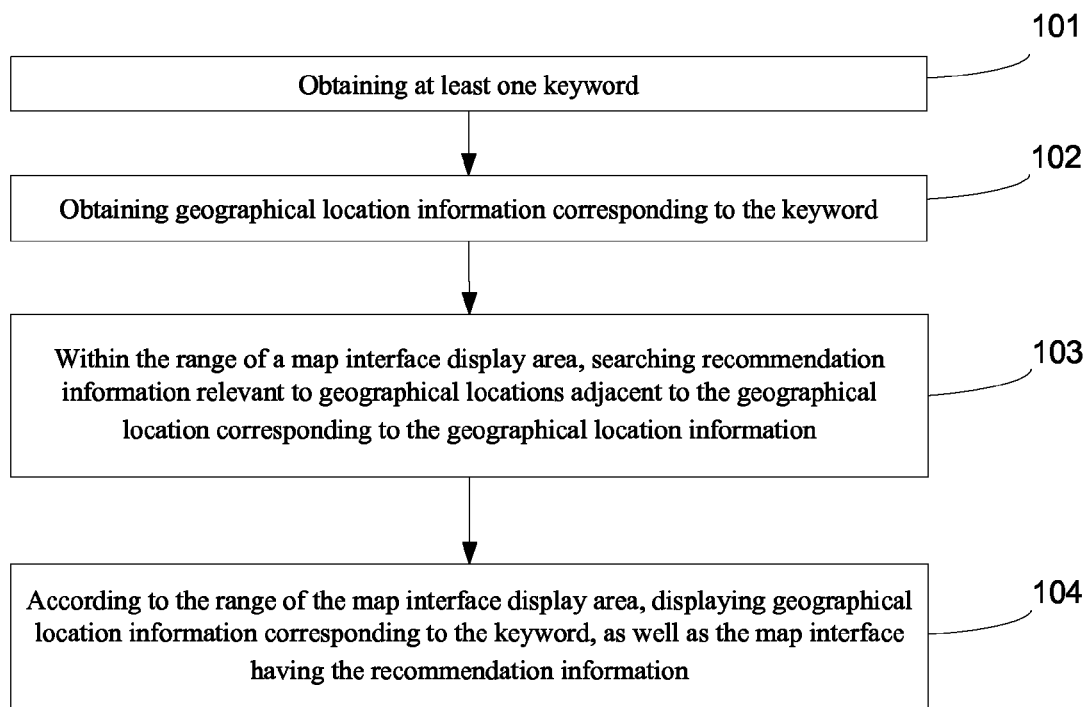 101
Obtaining at least one keyword
102
Obtaining geographical location information corresponding to the keyword
103
Within the range of a map interface display area, searching recommendation
information relevant to geographical locations adjacent to the geographical
location corresponding to the geographical location information
104
According to the range of the map interface display area, displaying geographical
location information corresponding to the keyword, as well as the map interface
having the recommendation information